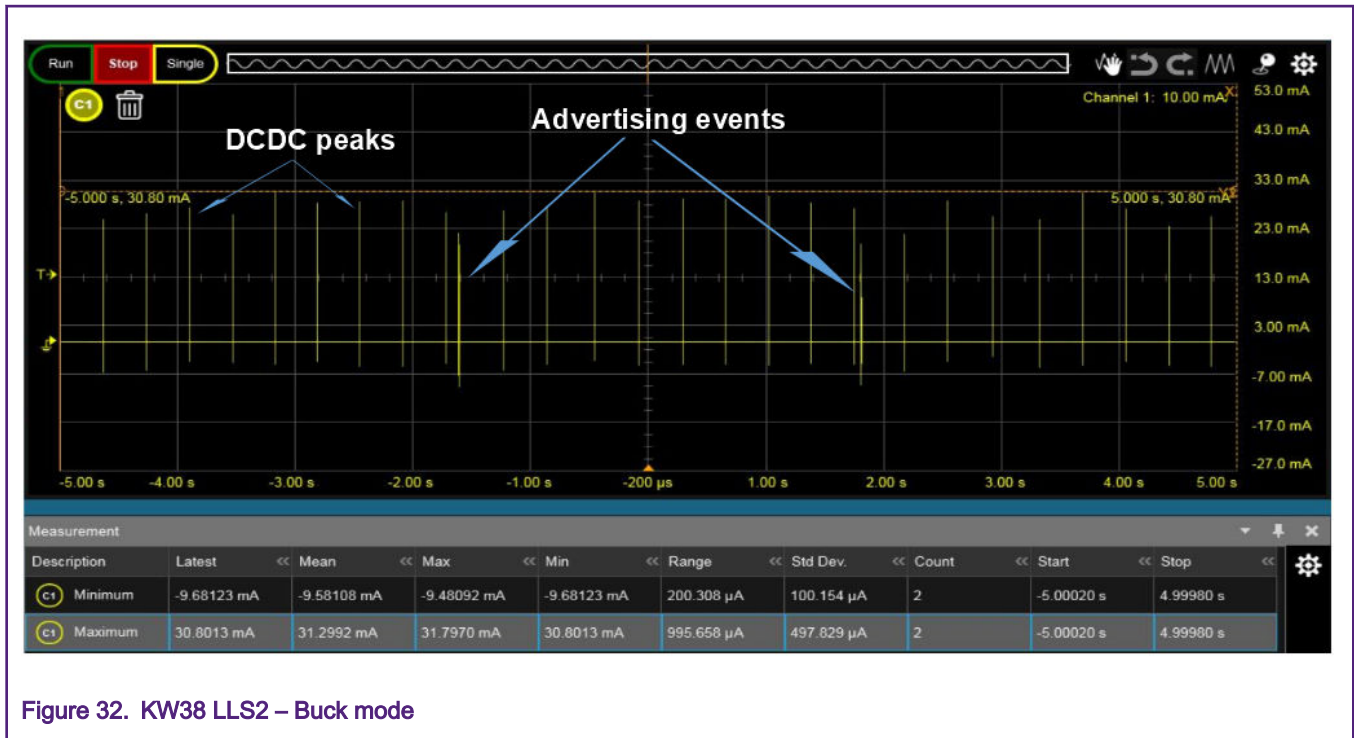 Run Stop Single
C1
Channel 1: 10.00 mA
X
53.0 mA
Advertising events
43.0 mA
DCDC peaks
33.0 mA
-5.000 s, 30.80 mA
5.000 s, 30.80 mA
23.0 mA
T
13.0 mA
3.00 mA
-7.00 mA
-17.0 mA
-27.0 mA
-5.00 s -4.00 s -3.00 s -2.00 s -1.00 s -200 µs 1.00 s 2.00 s 3.00 s 4.00 s 5.00 s
Measurement
Description Latest << Mean << Max << Min << Range << Std Dev. << Count << Start << Stop <<
C1 Minimum -9.68123 mA -9.58108 mA -9.48092 mA -9.68123 mA 200.308 µA 100.154 µA 2 -5.00020 s 4.99980 s
C1 Maximum 30.8013 mA 31.2992 mA 31.7970 mA 30.8013 mA 995.658 µA 497.829 µA 2 -5.00020 s 4.99980 s
Figure 32. KW38 LLS2 – Buck mode